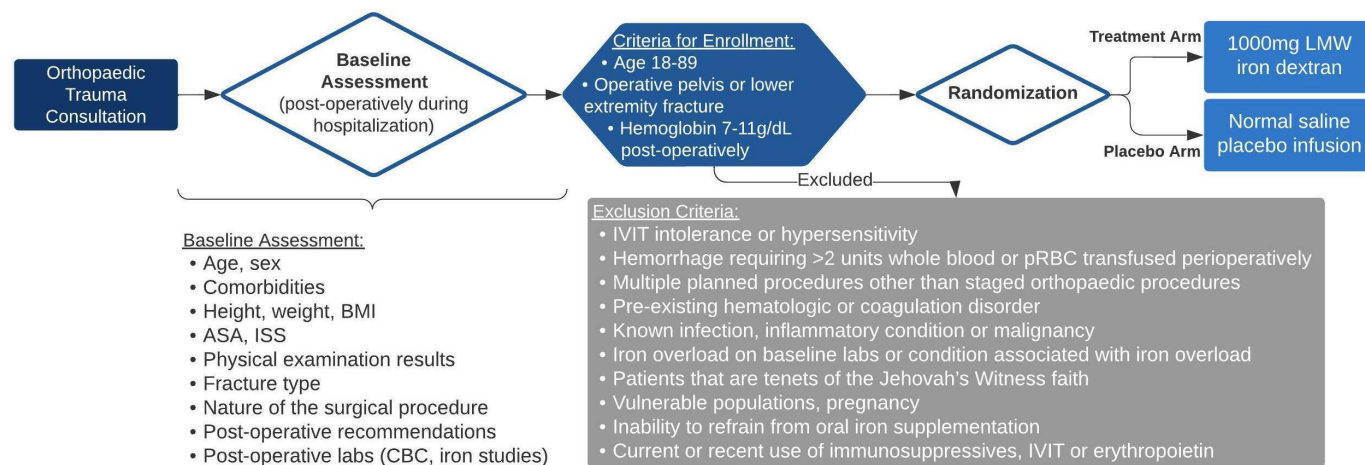 Orthopaedic
Trauma
Consultation
Baseline
Assessment
(post-operatively during
hospitalization)
Criteria for Enrollment:
• Age 18-89
• Operative pelvis or lower
extremity fracture
• Hemoglobin 7-11g/dL
post-operatively
Randomization
Treatment Arm
1000mg LMW
iron dextran
Placebo Arm
Normal saline
placebo infusion
Excluded
Baseline Assessment:
• Age, sex
• Comorbidities
• Height, weight, BMI
• ASA, ISS
• Physical examination results
• Fracture type
• Nature of the surgical procedure
• Post-operative recommendations
• Post-operative labs (CBC, iron studies)
Exclusion Criteria:
• IVIT intolerance or hypersensitivity
• Hemorrhage requiring >2 units whole blood or pRBC transfused perioperatively
• Multiple planned procedures other than staged orthopaedic procedures
• Pre-existing hematologic or coagulation disorder
• Known infection, inflammatory condition or malignancy
• Iron overload on baseline labs or condition associated with iron overload
• Patients that are tenets of the Jehovah’s Witness faith
• Vulnerable populations, pregnancy
• Inability to refrain from oral iron supplementation
• Current or recent use of immunosuppressives, IVIT or erythropoietin